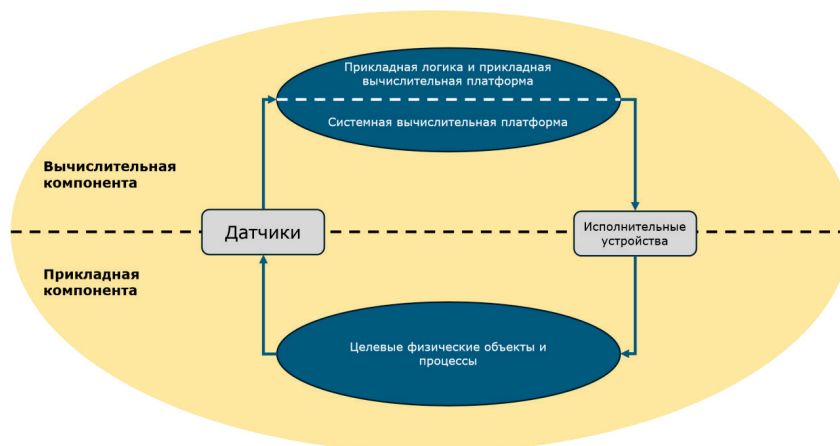 Прикладная логика и прикладная
вычислительная платформа
Системная вычислительная платформа
Вычислительная
компонента
Датчики
Исполнительные
устройства
Прикладная
компонента
Целевые физические объекты и
процессы